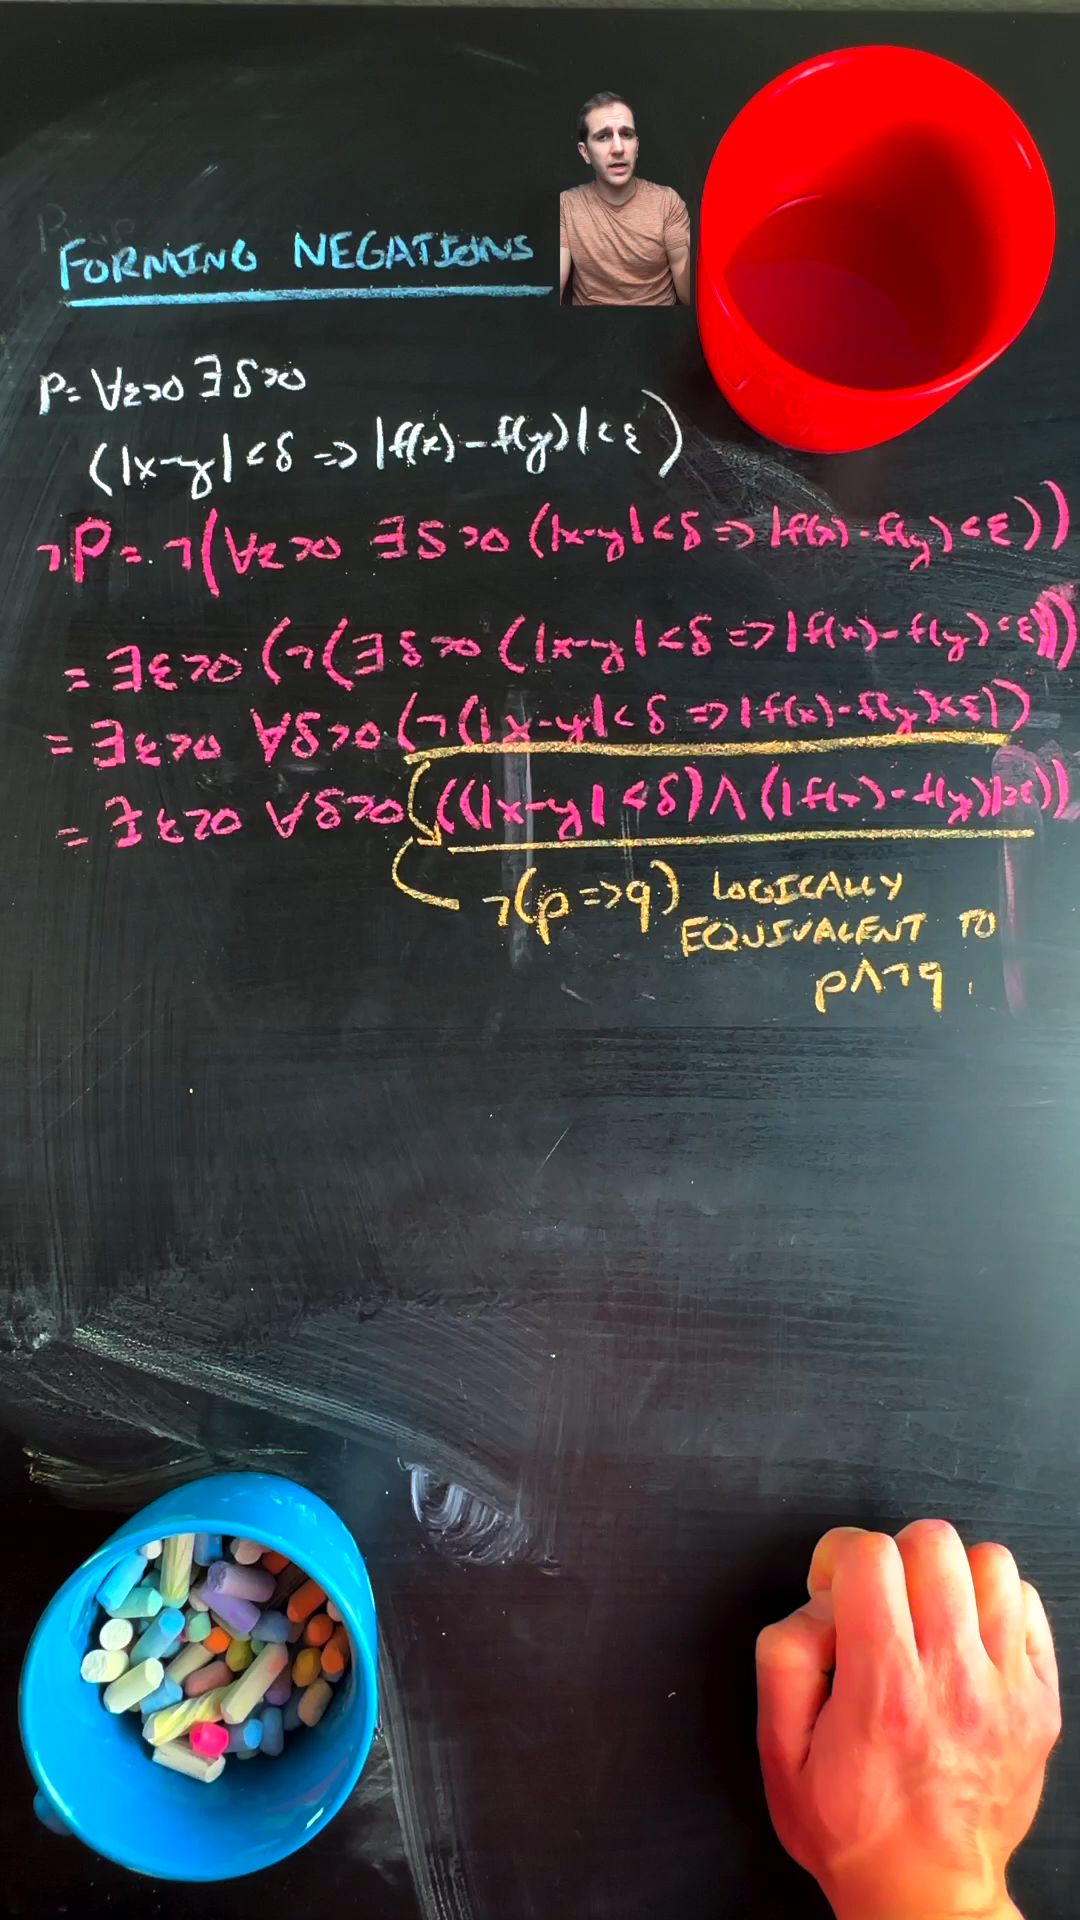 FORMING NEGATIONS
P = ∀ε>0 ∃δ>0
(|x-y|<δ => |f(x)-f(y)|<ε)
¬P = ¬(∀ε>0 ∃δ>0 (|x-y|<δ => |f(x)-f(y)<ε))
= ∃ε>0 (¬(∃δ>0 (|x-y|<δ => |f(x)-f(y)<ε)))
= ∃ε>0 ∀δ>0 (¬(|x-y|<δ => |f(x)-f(y)<ε|))
= ∃ε>0 ∀δ>0 ((|x-y|<δ)∧(|f(x)-f(y)|≥ε))
¬(p=>q) LOGICALLY
EQUIVALENT TO
p∧¬q.